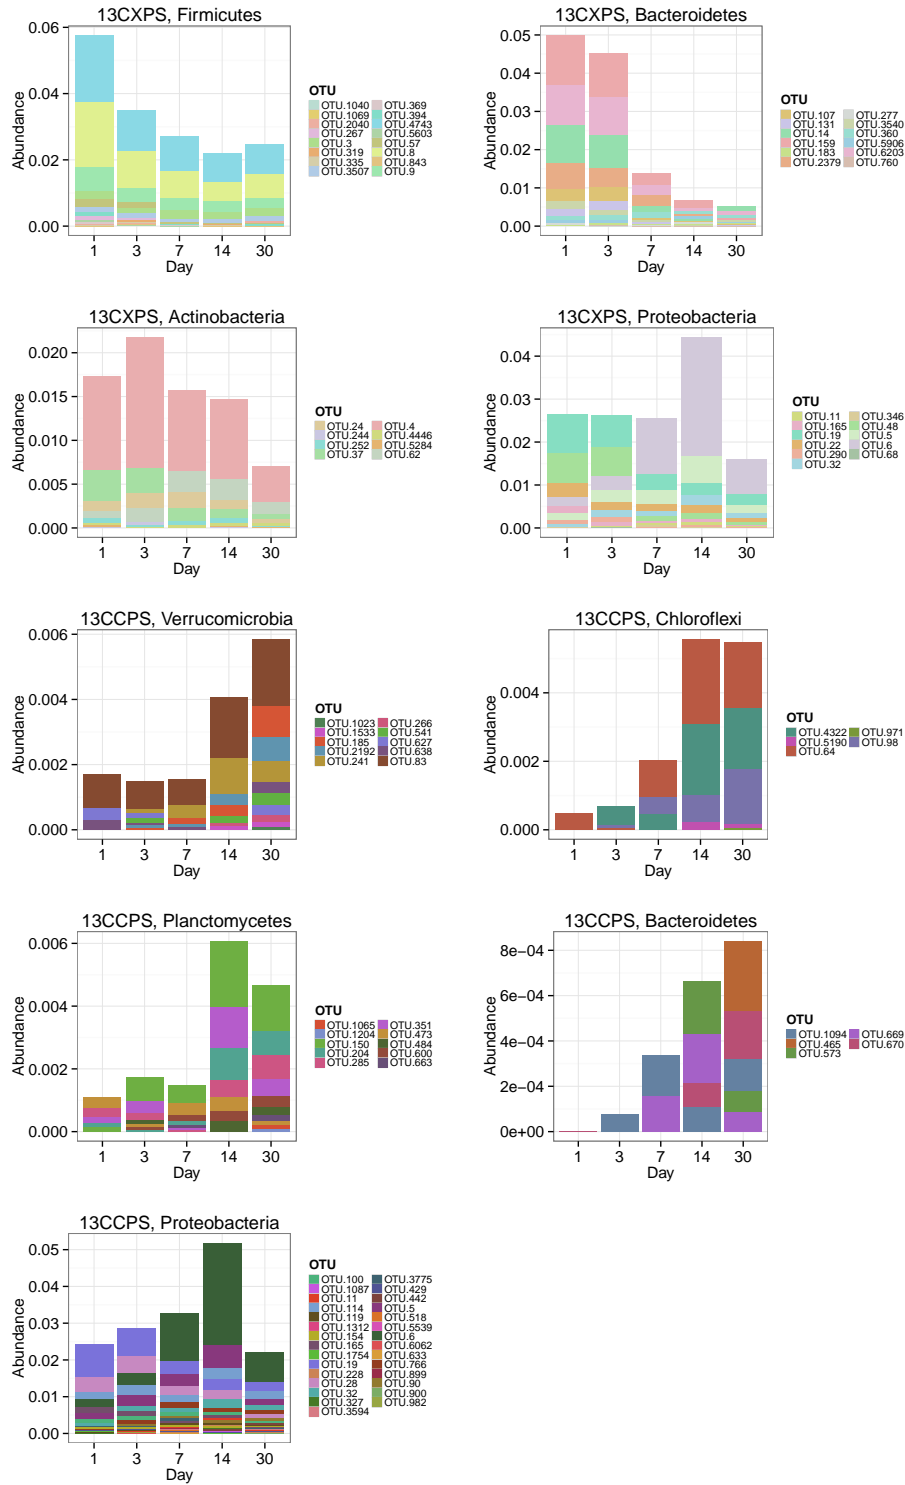 13CXPS, Firmicutes
0.06
0.04
0.02
0.00
Abundance
1 3 7 14 30
Day
OTU
OTU.1040 OTU.369
OTU.1069 OTU.394
OTU.2040 OTU.4743
OTU.267 OTU.5603
OTU.3 OTU.57
OTU.319 OTU.8
OTU.335 OTU.843
OTU.3507 OTU.9
13CXPS, Bacteroidetes
0.05
0.04
0.03
0.02
0.01
0.00
Abundance
1 3 7 14 30
Day
OTU
OTU.107 OTU.277
OTU.131 OTU.3540
OTU.14 OTU.360
OTU.159 OTU.5906
OTU.183 OTU.6203
OTU.2379 OTU.760
13CXPS, Actinobacteria
0.020
0.015
0.010
0.005
0.000
Abundance
1 3 7 14 30
Day
OTU
OTU.24 OTU.4
OTU.244 OTU.4446
OTU.252 OTU.5284
OTU.37 OTU.62
13CXPS, Proteobacteria
0.04
0.03
0.02
0.01
0.00
Abundance
1 3 7 14 30
Day
OTU
OTU.11 OTU.346
OTU.165 OTU.48
OTU.19 OTU.5
OTU.22 OTU.6
OTU.290 OTU.68
OTU.32
13CCPS, Verrucomicrobia
0.006
0.004
0.002
0.000
Abundance
1 3 7 14 30
Day
OTU
OTU.1023 OTU.266
OTU.1533 OTU.541
OTU.185 OTU.627
OTU.2192 OTU.638
OTU.241 OTU.83
13CCPS, Chloroflexi
0.004
0.002
0.000
Abundance
1 3 7 14 30
Day
OTU
OTU.4322 OTU.971
OTU.5190 OTU.98
OTU.64
13CCPS, Planctomycetes
0.006
0.004
0.002
0.000
Abundance
1 3 7 14 30
Day
OTU
OTU.1065 OTU.351
OTU.1204 OTU.473
OTU.150 OTU.484
OTU.204 OTU.600
OTU.285 OTU.663
13CCPS, Bacteroidetes
8e−04
6e−04
4e−04
2e−04
0e+00
Abundance
1 3 7 14 30
Day
OTU
OTU.1094 OTU.669
OTU.465 OTU.670
OTU.573
13CCPS, Proteobacteria
0.05
0.04
0.03
0.02
0.01
0.00
Abundance
1 3 7 14 30
Day
OTU
OTU.100 OTU.3775
OTU.1087 OTU.429
OTU.11 OTU.442
OTU.114 OTU.5
OTU.119 OTU.518
OTU.1312 OTU.5539
OTU.154 OTU.6
OTU.165 OTU.6062
OTU.1754 OTU.633
OTU.19 OTU.766
OTU.228 OTU.899
OTU.28 OTU.90
OTU.32 OTU.900
OTU.327 OTU.982
OTU.3594